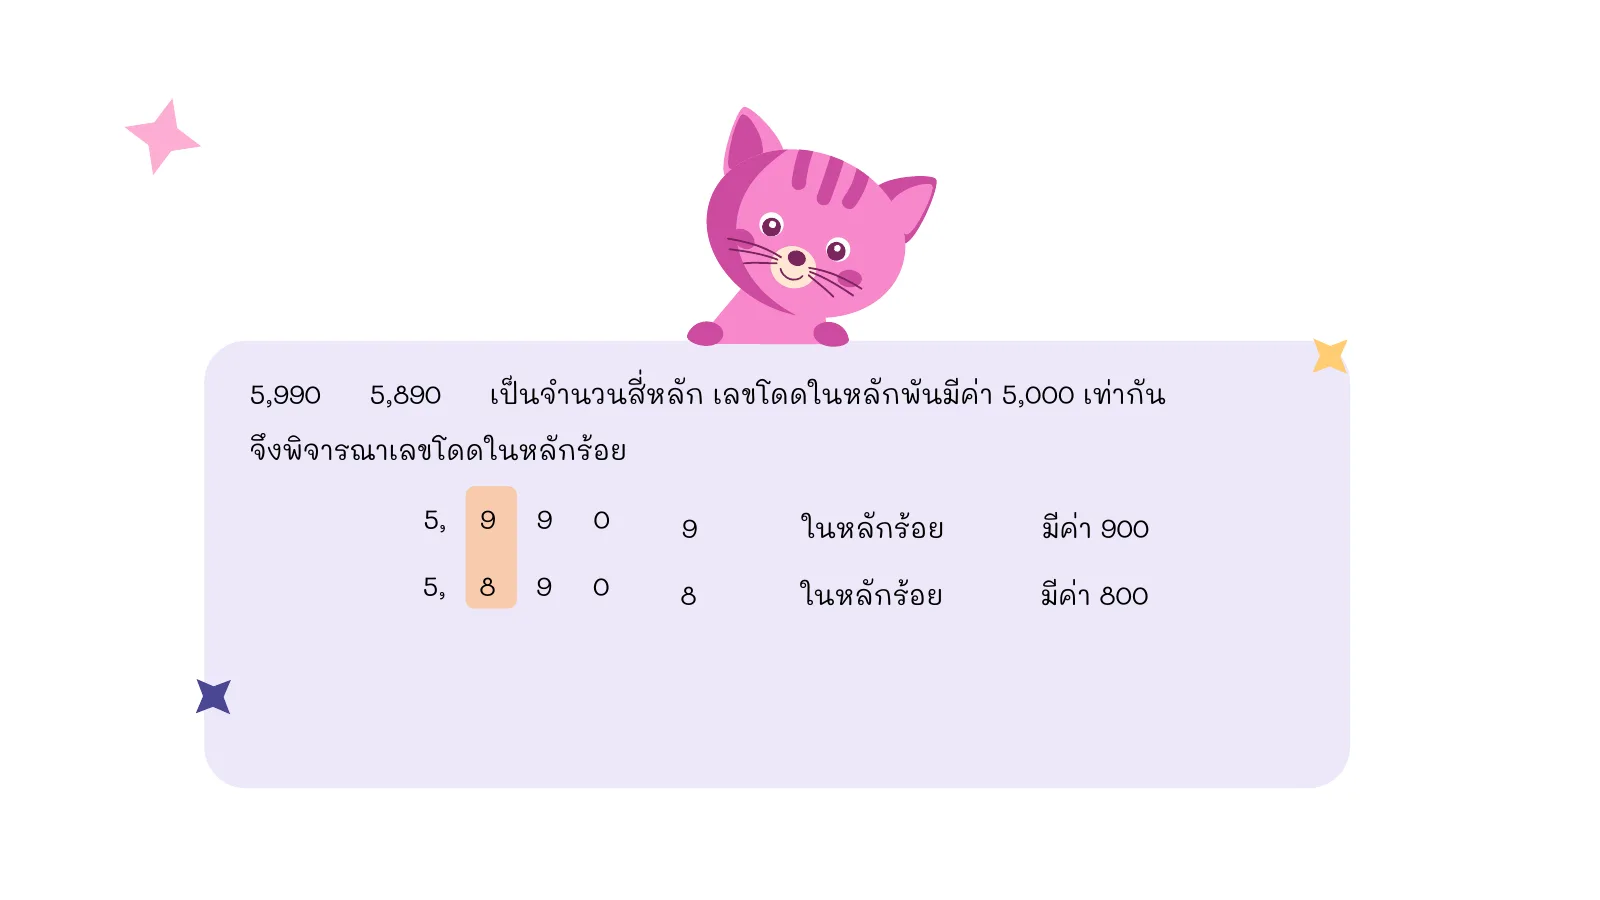 5,990 5,890 เป็นจำนวนสี่หลัก เลขโดดในหลักพันมีค่า 5,000 เท่ากัน
จึงพิจารณาเลขโดดในหลักร้อย
5, 9 9 0 9 ในหลักร้อย มีค่า 900
5, 8 9 0 8 ในหลักร้อย มีค่า 800